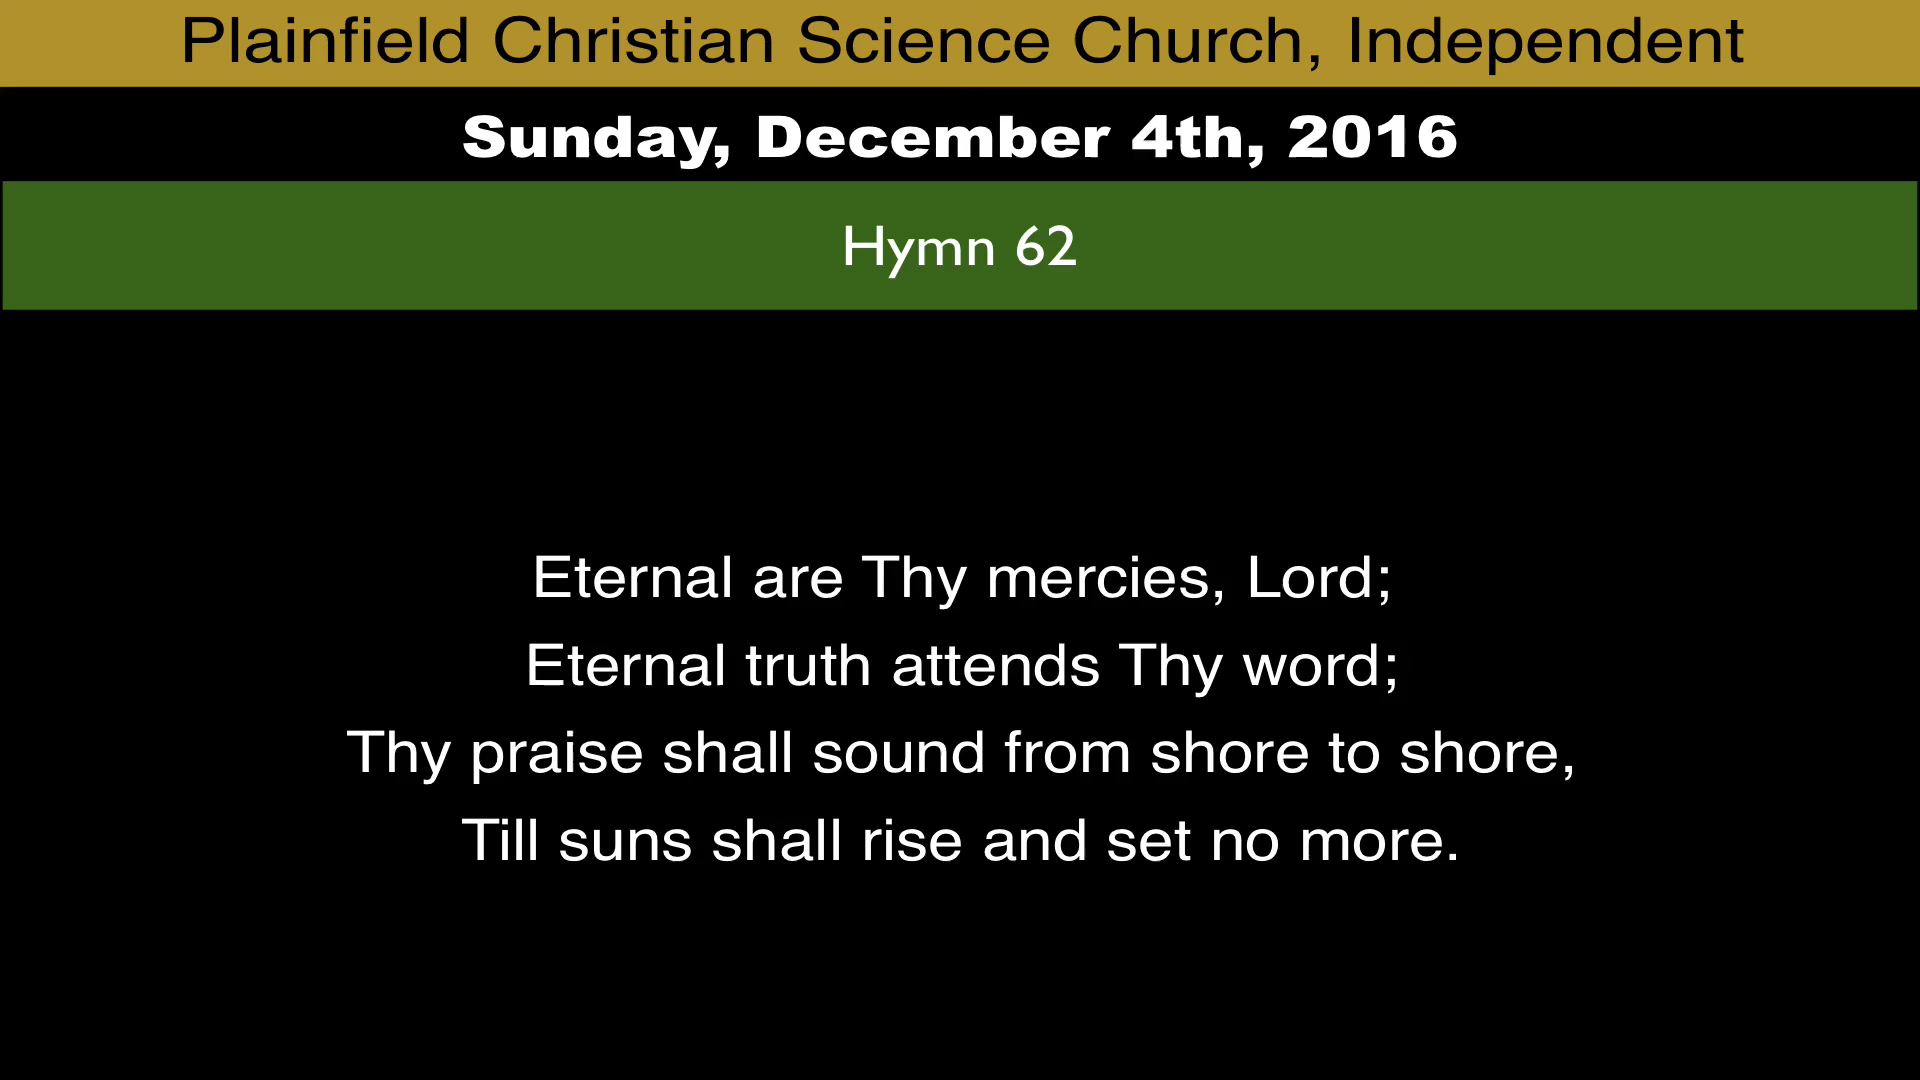 Plainfield Christian Science Church, Independent
Sunday, December 4th, 2016
Hymn 62
Eternal are Thy mercies, Lord;
Eternal truth attends Thy word;
Thy praise shall sound from shore to shore,
Till suns shall rise and set no more.